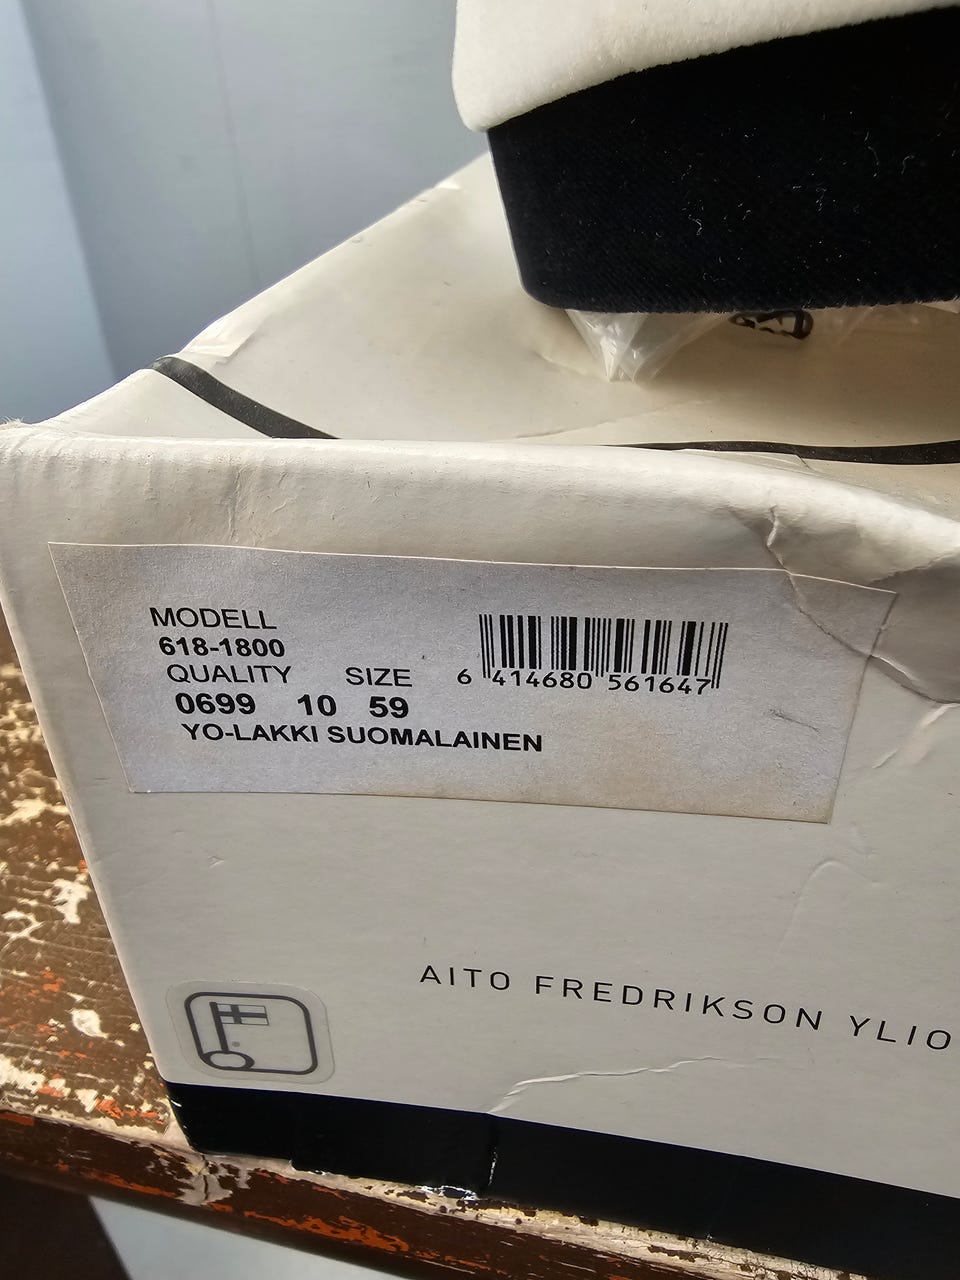 MODELL
618-1800
QUALITY SIZE
0699 10 59
YO-LAKKI SUOMALAINEN
6 414680 561647
AITO FREDRIKSON YLIO